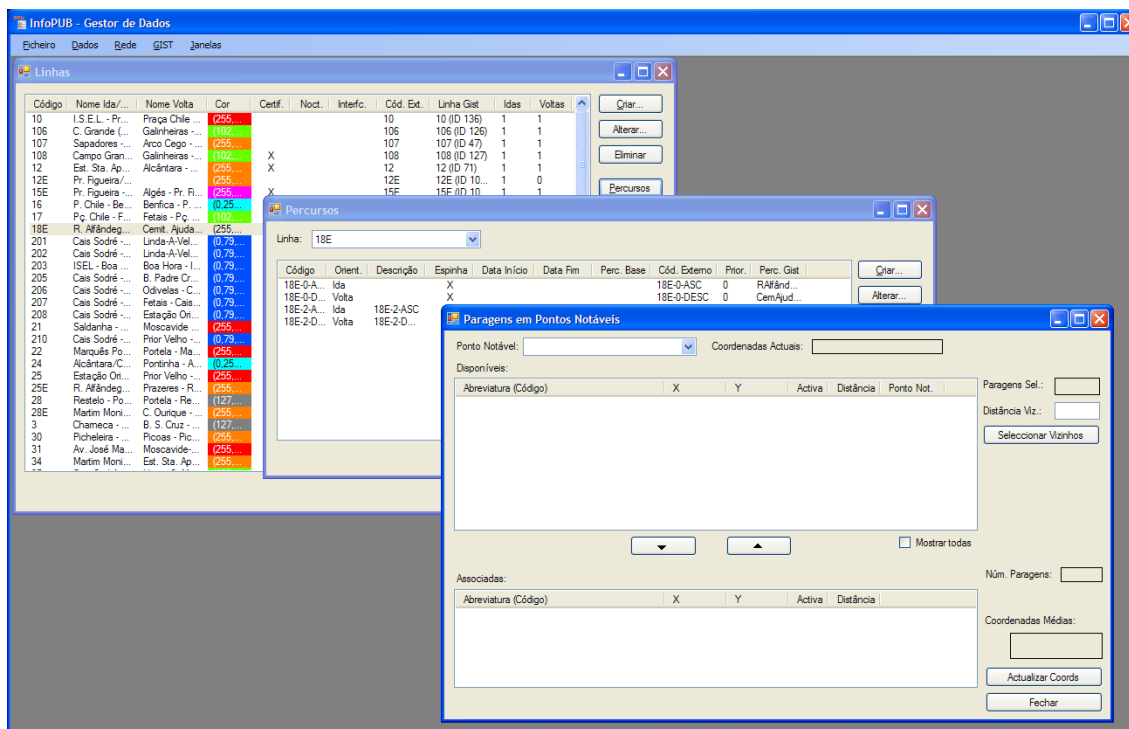 InfoPUB - Gestor de Dados
Ficheiro Dados Rede GIST Janelas
Linhas
Código Nome Ida/... Nome Volta Cor Certif. Noct. Interfc. Cód. Ext. Linha Gist Idas Voltas
10 I.S.E.L. - Pr... Praça Chile ... (255,... 10 10 (ID 136) 1 1
106 C. Grande (... Galinheiras -... (102,... 106 106 (ID 126) 1 1
107 Sapadores -... Arco Cego - ... (255,... 107 107 (ID 47) 1 1
108 Campo Gran... Galinheiras -... (102,... X 108 108 (ID 127) 1 1
12 Est. Sta. Ap... Alcântara - ... (255,... X 12 12 (ID 71) 1 1
12E Pr. Figueira/... (255,... 12E 12E (ID 10... 1 0
15E Pr. Figueira -... Algés - Pr. Fi... (255,... X 15E 15E (ID 10... 1 1
16 P. Chile - Be... Benfica - P. ... (0,25...
17 Pç. Chile - F... Fetais - Pç. ... (102,...
18E R. Alfândeg... Cemit. Ajuda... (255,...
201 Cais Sodré -... Linda-A-Vel... (0,79,...
202 Cais Sodré -... Linda-A-Vel... (0,79,...
203 ISEL - Boa ... Boa Hora - I... (0,79,...
205 Cais Sodré -... B. Padre Cr... (0,79,...
206 Cais Sodré -... Odivelas - C... (0,79,...
207 Cais Sodré -... Fetais - Cais... (0,79,...
208 Cais Sodré -... Estação Ori... (0,79,...
21 Saldanha - ... Moscavide ... (255,...
210 Cais Sodré -... Prior Velho -... (0,79,...
22 Marquês Po... Portela - Ma... (255,...
24 Alcântara/C... Pontinha - A... (0,25...
25 Estação Ori... Prior Velho -... (255,...
25E R. Alfândeg... Prazeres - R... (255,...
28 Restelo - Po... Portela - Re... (127,...
28E Martim Moni... C. Ourique - ... (255,...
3 Charneca - ... B. S. Cruz - ... (127,...
30 Picheleira - ... Picoas - Pic... (255,...
31 Av. José Ma... Moscavide-... (255,...
34 Martim Moni... Est. Sta. Ap... (255,...
Criar...
Alterar...
Eliminar
Percursos
Percursos
Linha: 18E
Código Orient. Descrição Espinha Data Início Data Fim Perc. Base Cód. Externo Prior. Perc. Gist
18E-0-A... Ida X 18E-0-ASC 0 RAlfând...
18E-0-D... Volta X 18E-0-DESC 0 CemAjud...
18E-2-A... Ida 18E-2-ASC
18E-2-D... Volta 18E-2-D...
Criar...
Alterar...
Paragens em Pontos Notáveis
Ponto Notável: Coordenadas Actuais:
Disponíveis:
Abreviatura (Código) X Y Activa Distância Ponto Not.
Paragens Sel.:
Distância Viz.:
Seleccionar Vizinhos
Mostrar todas
Associadas:
Abreviatura (Código) X Y Activa Distância
Núm. Paragens:
Coordenadas Médias:
Actualizar Coords
Fechar